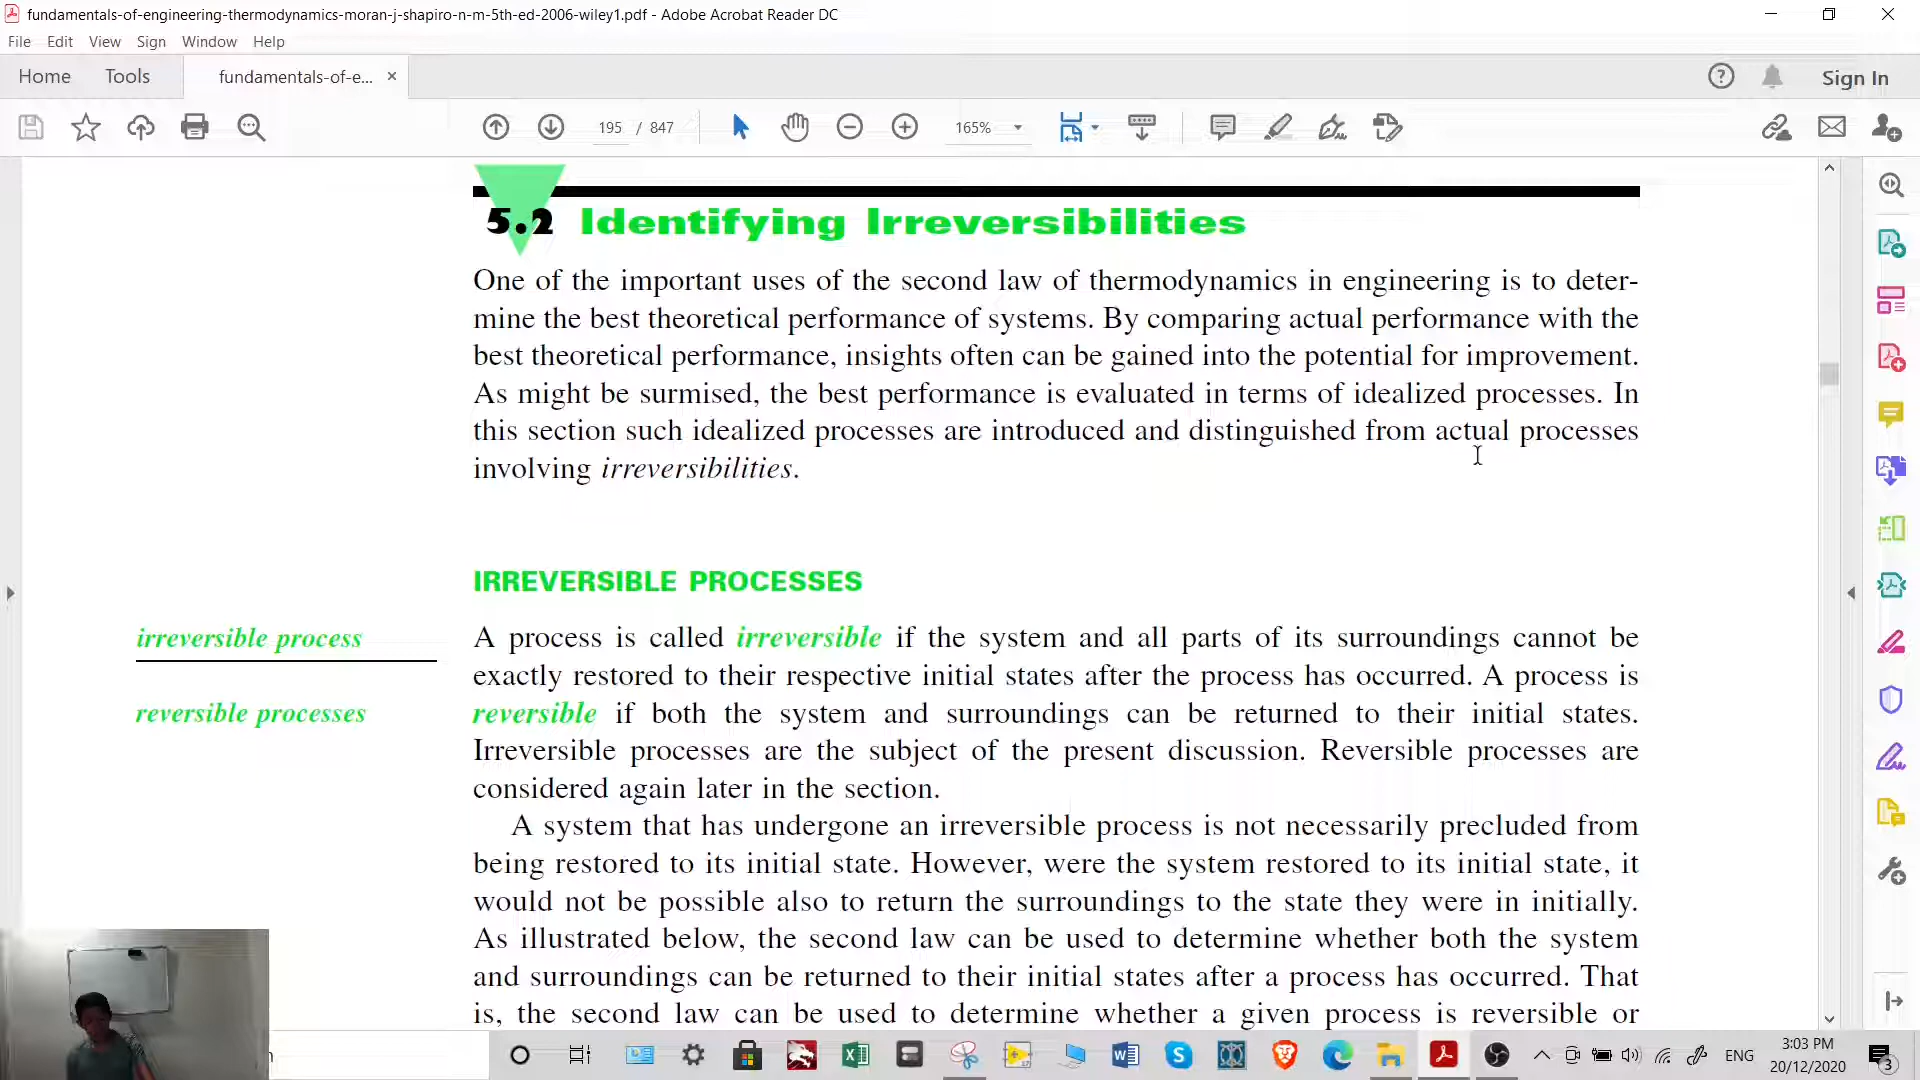 fundamentals-of-engineering-thermodynamics-moran-j-shapiro-n-m-5th-ed-2006-wiley1.pdf - Adobe Acrobat Reader DC
File Edit View Sign Window Help
Home Tools fundamentals-of-e... × Sign In
195 / 847 165%
5.2 Identifying Irreversibilities
One of the important uses of the second law of thermodynamics in engineering is to deter-
mine the best theoretical performance of systems. By comparing actual performance with the
best theoretical performance, insights often can be gained into the potential for improvement.
As might be surmised, the best performance is evaluated in terms of idealized processes. In
this section such idealized processes are introduced and distinguished from actual processes
involving irreversibilities.
IRREVERSIBLE PROCESSES
irreversible process
reversible processes
A process is called irreversible if the system and all parts of its surroundings cannot be
exactly restored to their respective initial states after the process has occurred. A process is
reversible if both the system and surroundings can be returned to their initial states.
Irreversible processes are the subject of the present discussion. Reversible processes are
considered again later in the section.
A system that has undergone an irreversible process is not necessarily precluded from
being restored to its initial state. However, were the system restored to its initial state, it
would not be possible also to return the surroundings to the state they were in initially.
As illustrated below, the second law can be used to determine whether both the system
and surroundings can be returned to their initial states after a process has occurred. That
is, the second law can be used to determine whether a given process is reversible or
ENG
3:03 PM
20/12/2020
3